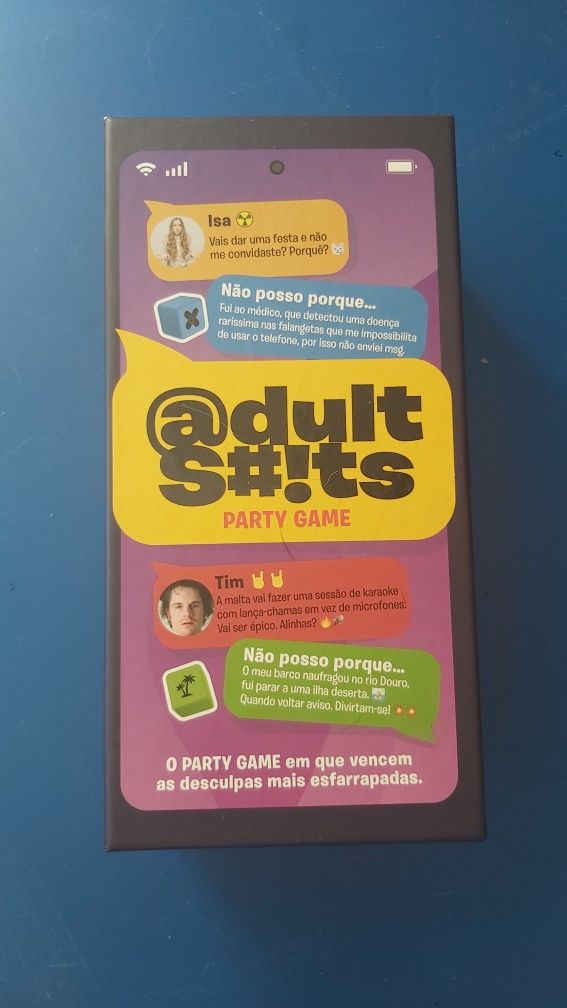 Isa ☢
Vais dar uma festa e não
me convidaste? Porquê?
Não posso porque...
Fui ao médico, que detectou uma doença
raríssima nas falangetas que me impossibilita
de usar o telefone, por isso não enviei msg.
@dult
S#!ts
PARTY GAME
Tim 🤘🤘
A malta vai fazer uma sessão de karaoke
com lança-chamas em vez de microfones.
Vai ser épico. Alinhas? 🔥🎤
Não posso porque...
O meu barco naufragou no rio Douro,
fui parar a uma ilha deserta. 🏝
Quando voltar aviso. Divirtam-se! 💥💥
O PARTY GAME em que vencem
as desculpas mais esfarrapadas.